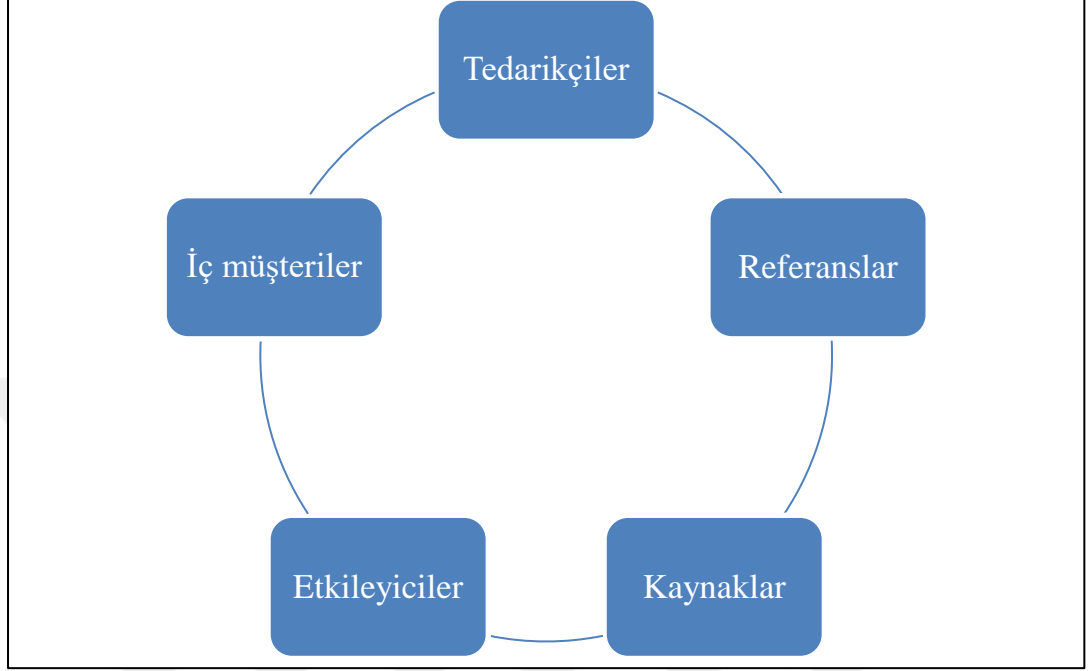 Tedarikçiler
İç müşteriler
Referanslar
Etkileyiciler
Kaynaklar